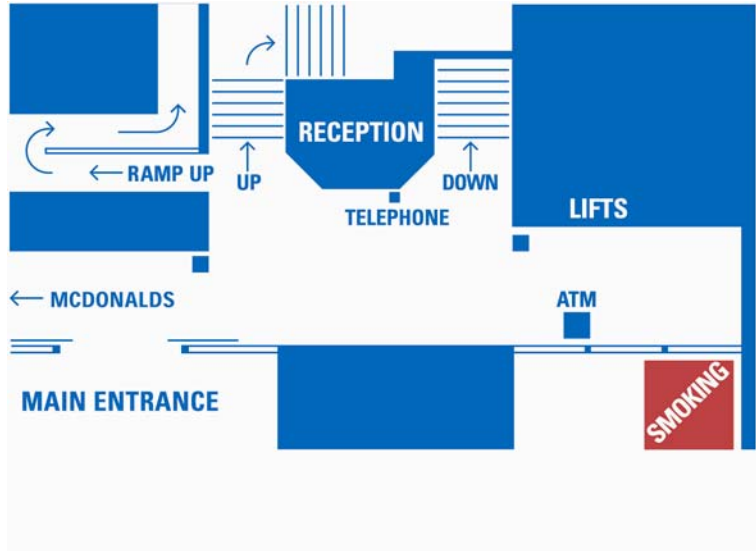 RECEPTION
RAMP UP
UP
DOWN
TELEPHONE
LIFTS
MCDONALDS
ATM
MAIN ENTRANCE
SMOKING